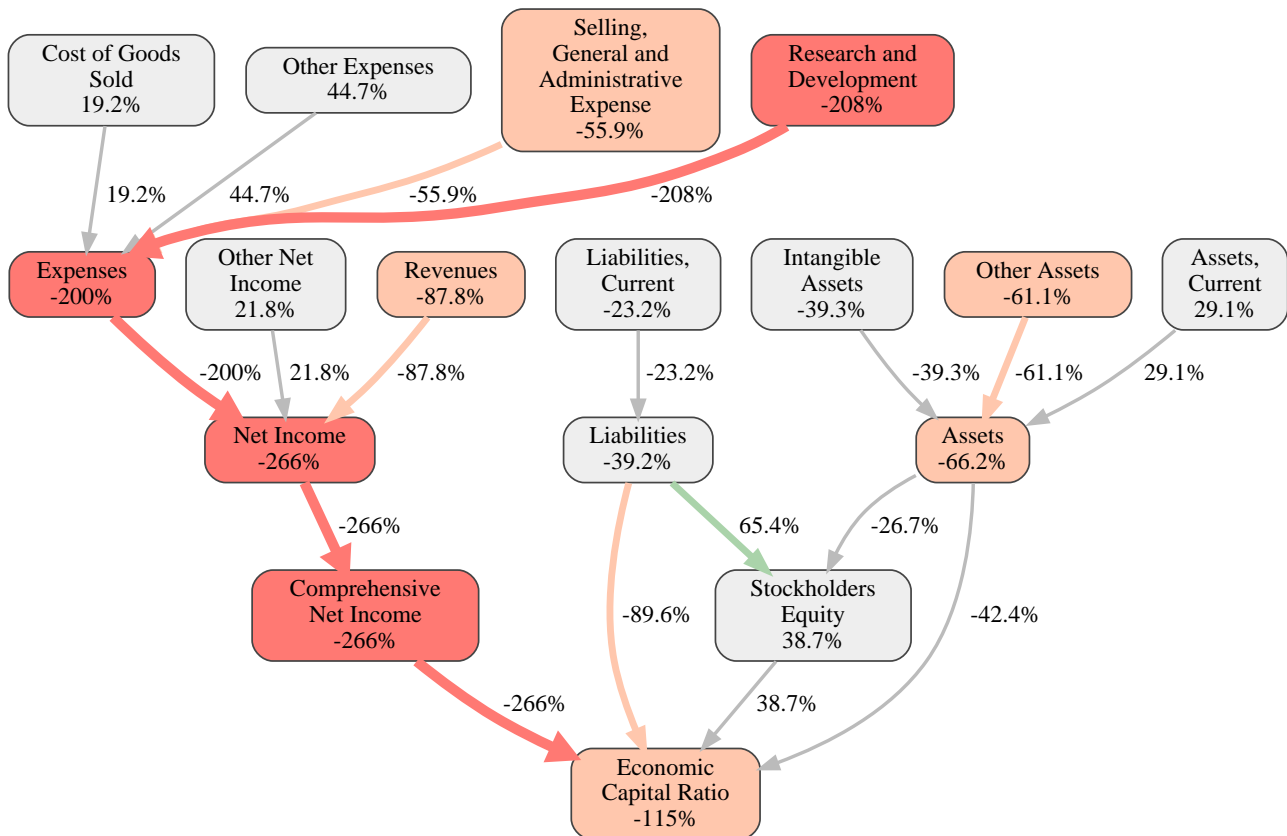 Cost of Goods
Sold
19.2%
Other Expenses
44.7%
Selling,
General and
Administrative
Expense
-55.9%
Research and
Development
-208%
19.2%
44.7%
-55.9%
-208%
Expenses
-200%
Other Net
Income
21.8%
Revenues
-87.8%
Liabilities,
Current
-23.2%
Intangible
Assets
-39.3%
Other Assets
-61.1%
Assets,
Current
29.1%
-200%
21.8%
-87.8%
-23.2%
-39.3%
-61.1%
29.1%
Net Income
-266%
Liabilities
-39.2%
Assets
-66.2%
-266%
65.4%
-26.7%
Comprehensive
Net Income
-266%
-89.6%
Stockholders
Equity
38.7%
-42.4%
-266%
38.7%
Economic
Capital Ratio
-115%